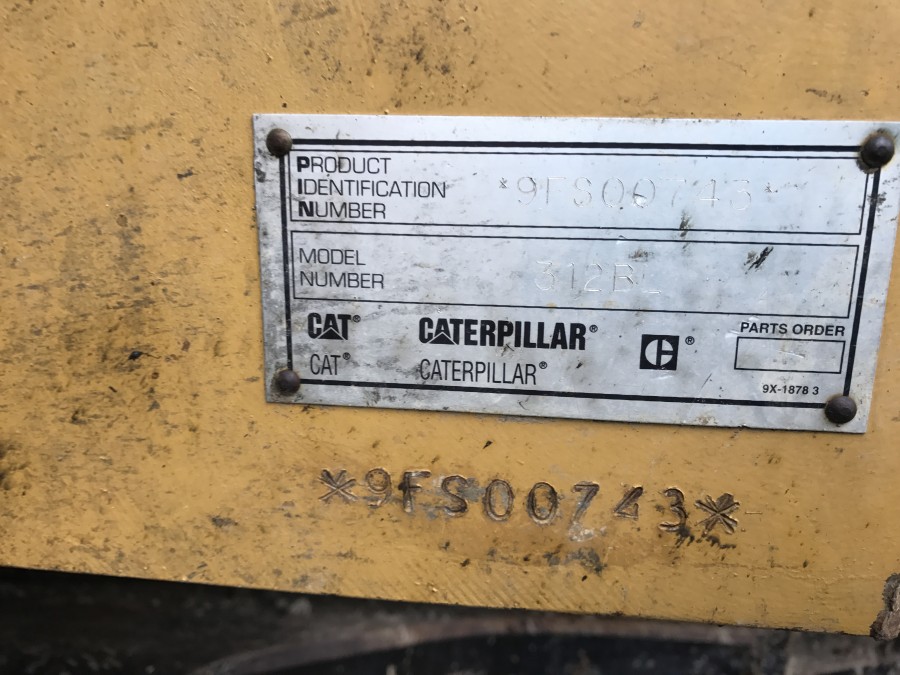 PRODUCT
IDENTIFICATION
NUMBER
*9FS00743*
MODEL
NUMBER
312BL
CAT® CATERPILLAR® ®
CAT® CATERPILLAR®
PARTS ORDER
9X-1878 3
*9FS00743*